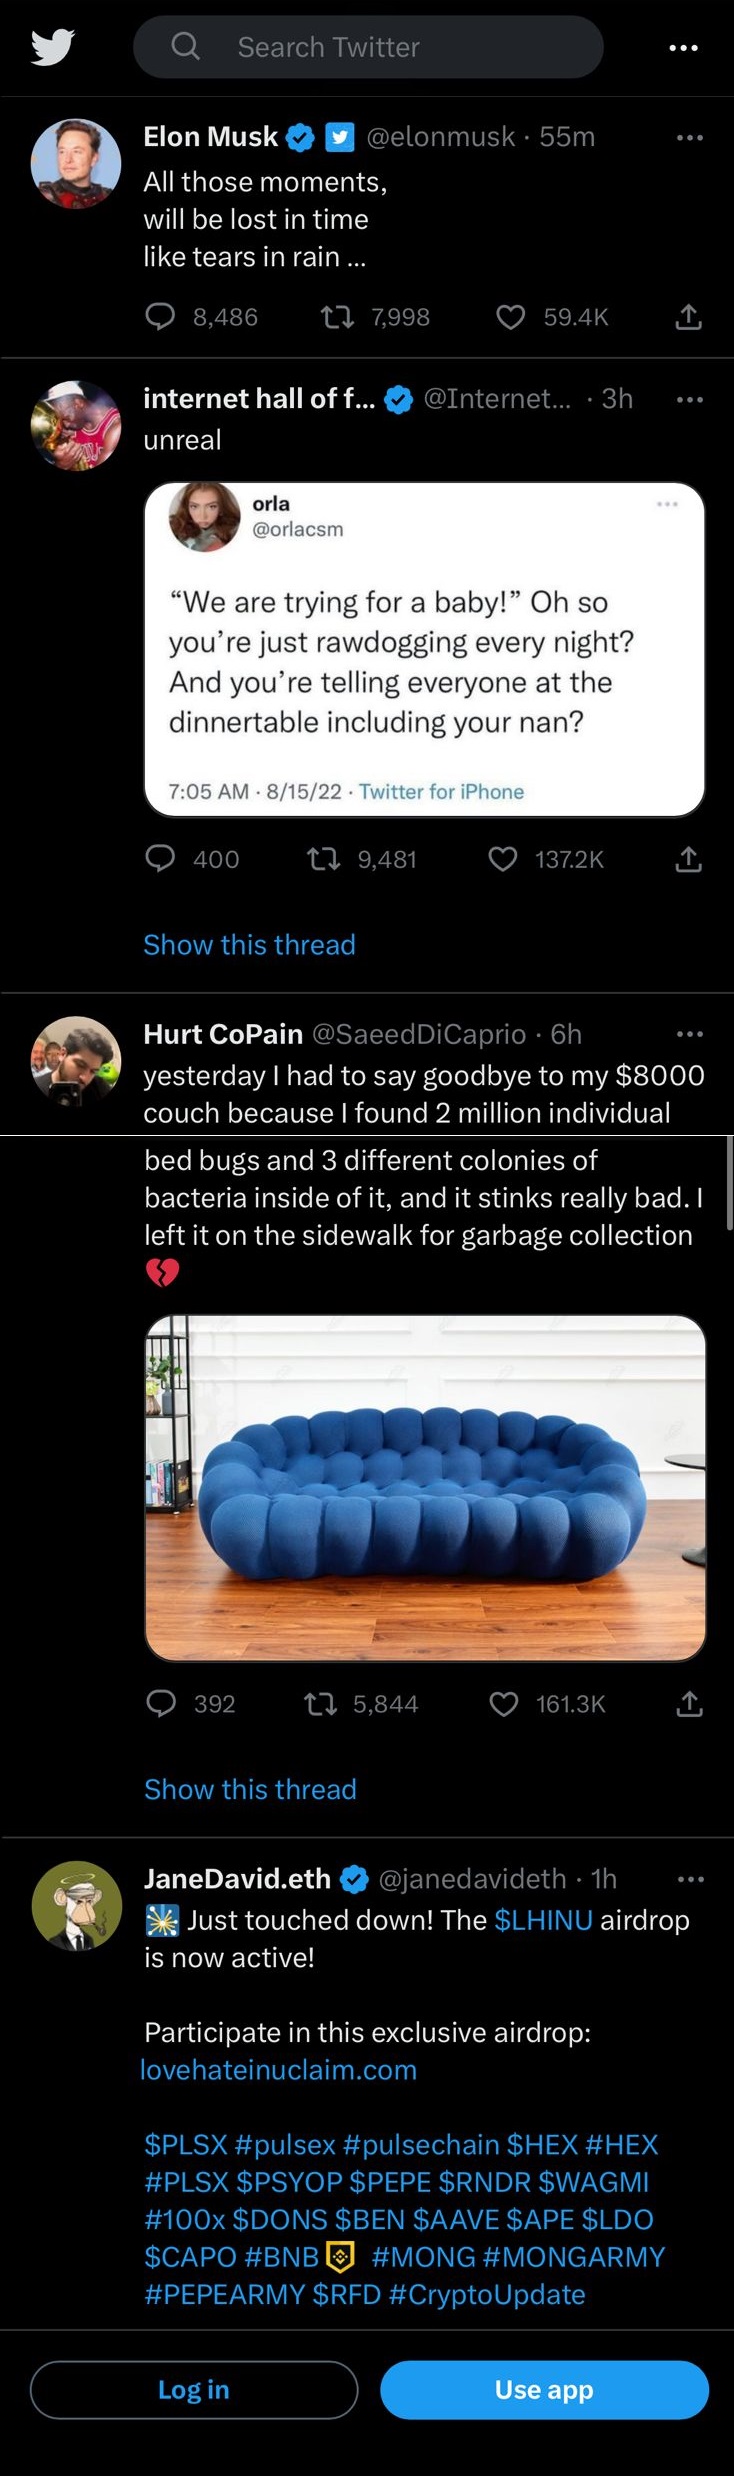 Search Twitter
Elon Musk @elonmusk · 55m
All those moments,
will be lost in time
like tears in rain ...
8,486 7,998 59.4K
internet hall of f... @Internet... · 3h
unreal
orla
@orlacsm
“We are trying for a baby!” Oh so
you’re just rawdogging every night?
And you’re telling everyone at the
dinnertable including your nan?
7:05 AM · 8/15/22 · Twitter for iPhone
400 9,481 137.2K
Show this thread
Hurt CoPain @SaeedDiCaprio · 6h
yesterday I had to say goodbye to my $8000
couch because I found 2 million individual
bed bugs and 3 different colonies of
bacteria inside of it, and it stinks really bad. I
left it on the sidewalk for garbage collection
💔
392 5,844 161.3K
Show this thread
JaneDavid.eth @janedavideth · 1h
🎇 Just touched down! The $LHINU airdrop
is now active!
Participate in this exclusive airdrop:
lovehateinuclaim.com
$PLSX #pulsex #pulsechain $HEX #HEX
#PLSX $PSYOP $PEPE $RNDR $WAGMI
#100x $DONS $BEN $AAVE $APE $LDO
$CAPO #BNB #MONG #MONGARMY
#PEPEARMY $RFD #CryptoUpdate
Log in Use app